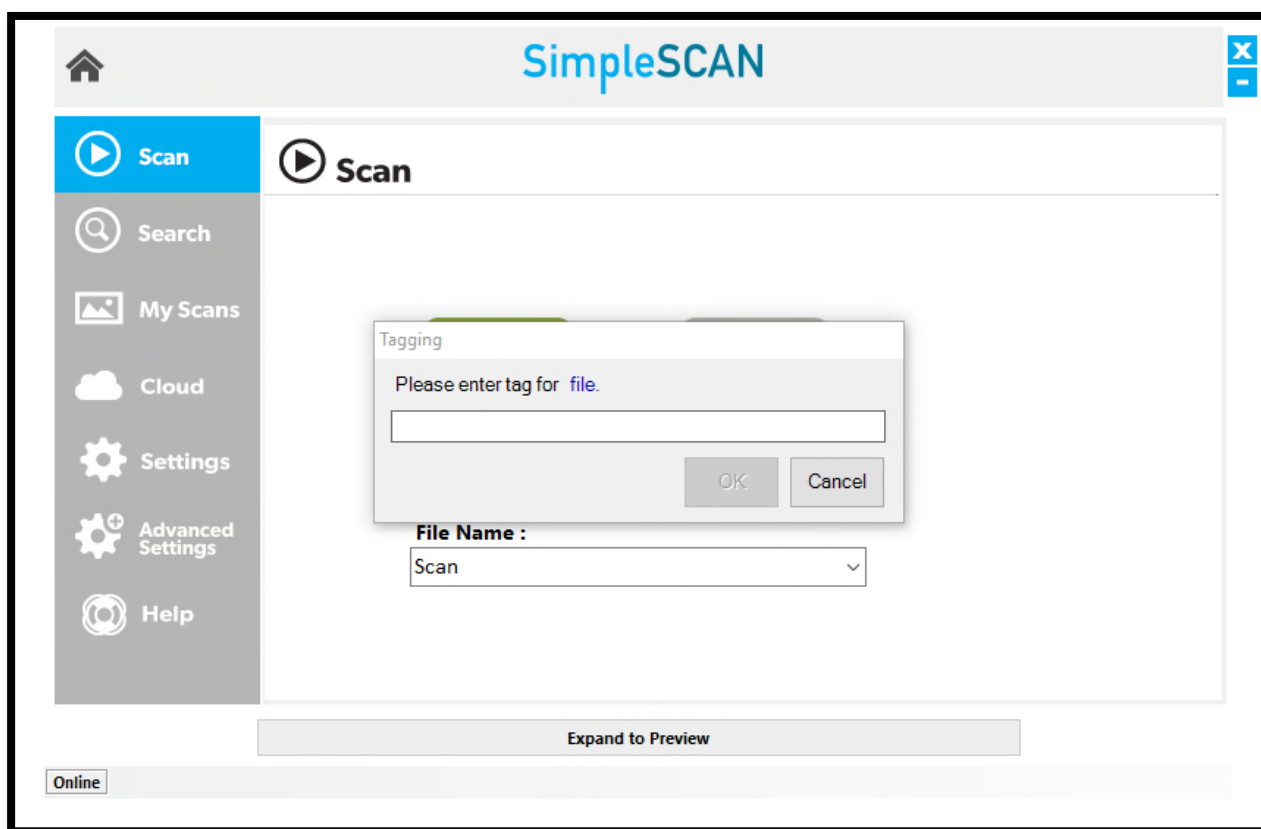 SimpleSCAN
X
-
Scan
Search
My Scans
Cloud
Settings
Advanced
Settings
Help
Scan
Tagging
Please enter tag for file.
OK
Cancel
File Name :
Scan
Expand to Preview
Online